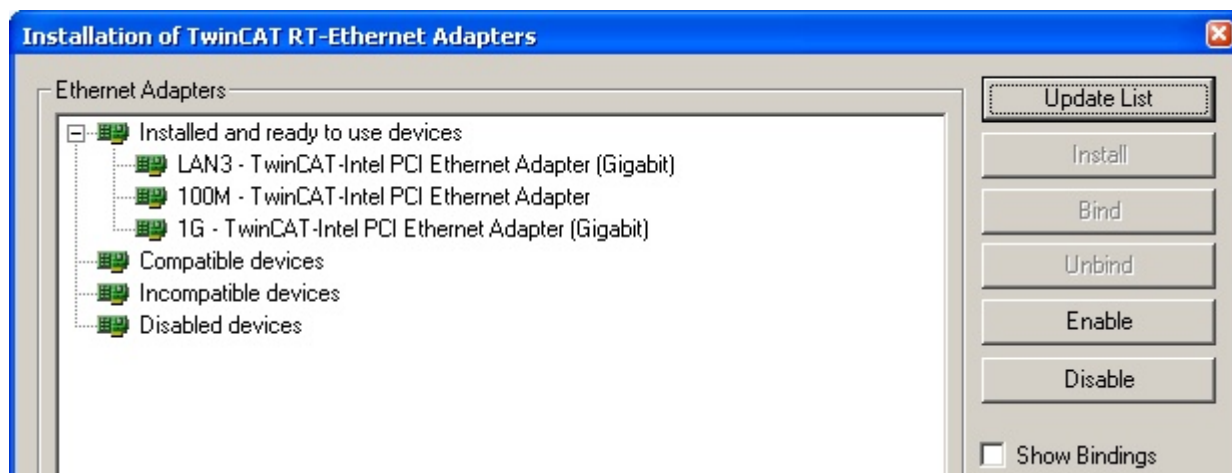 Installation of TwinCAT RT-Ethernet Adapters
Ethernet Adapters
Installed and ready to use devices
LAN3 - TwinCAT-Intel PCI Ethernet Adapter (Gigabit)
100M - TwinCAT-Intel PCI Ethernet Adapter
1G - TwinCAT-Intel PCI Ethernet Adapter (Gigabit)
Compatible devices
Incompatible devices
Disabled devices
Update List
Install
Bind
Unbind
Enable
Disable
Show Bindings